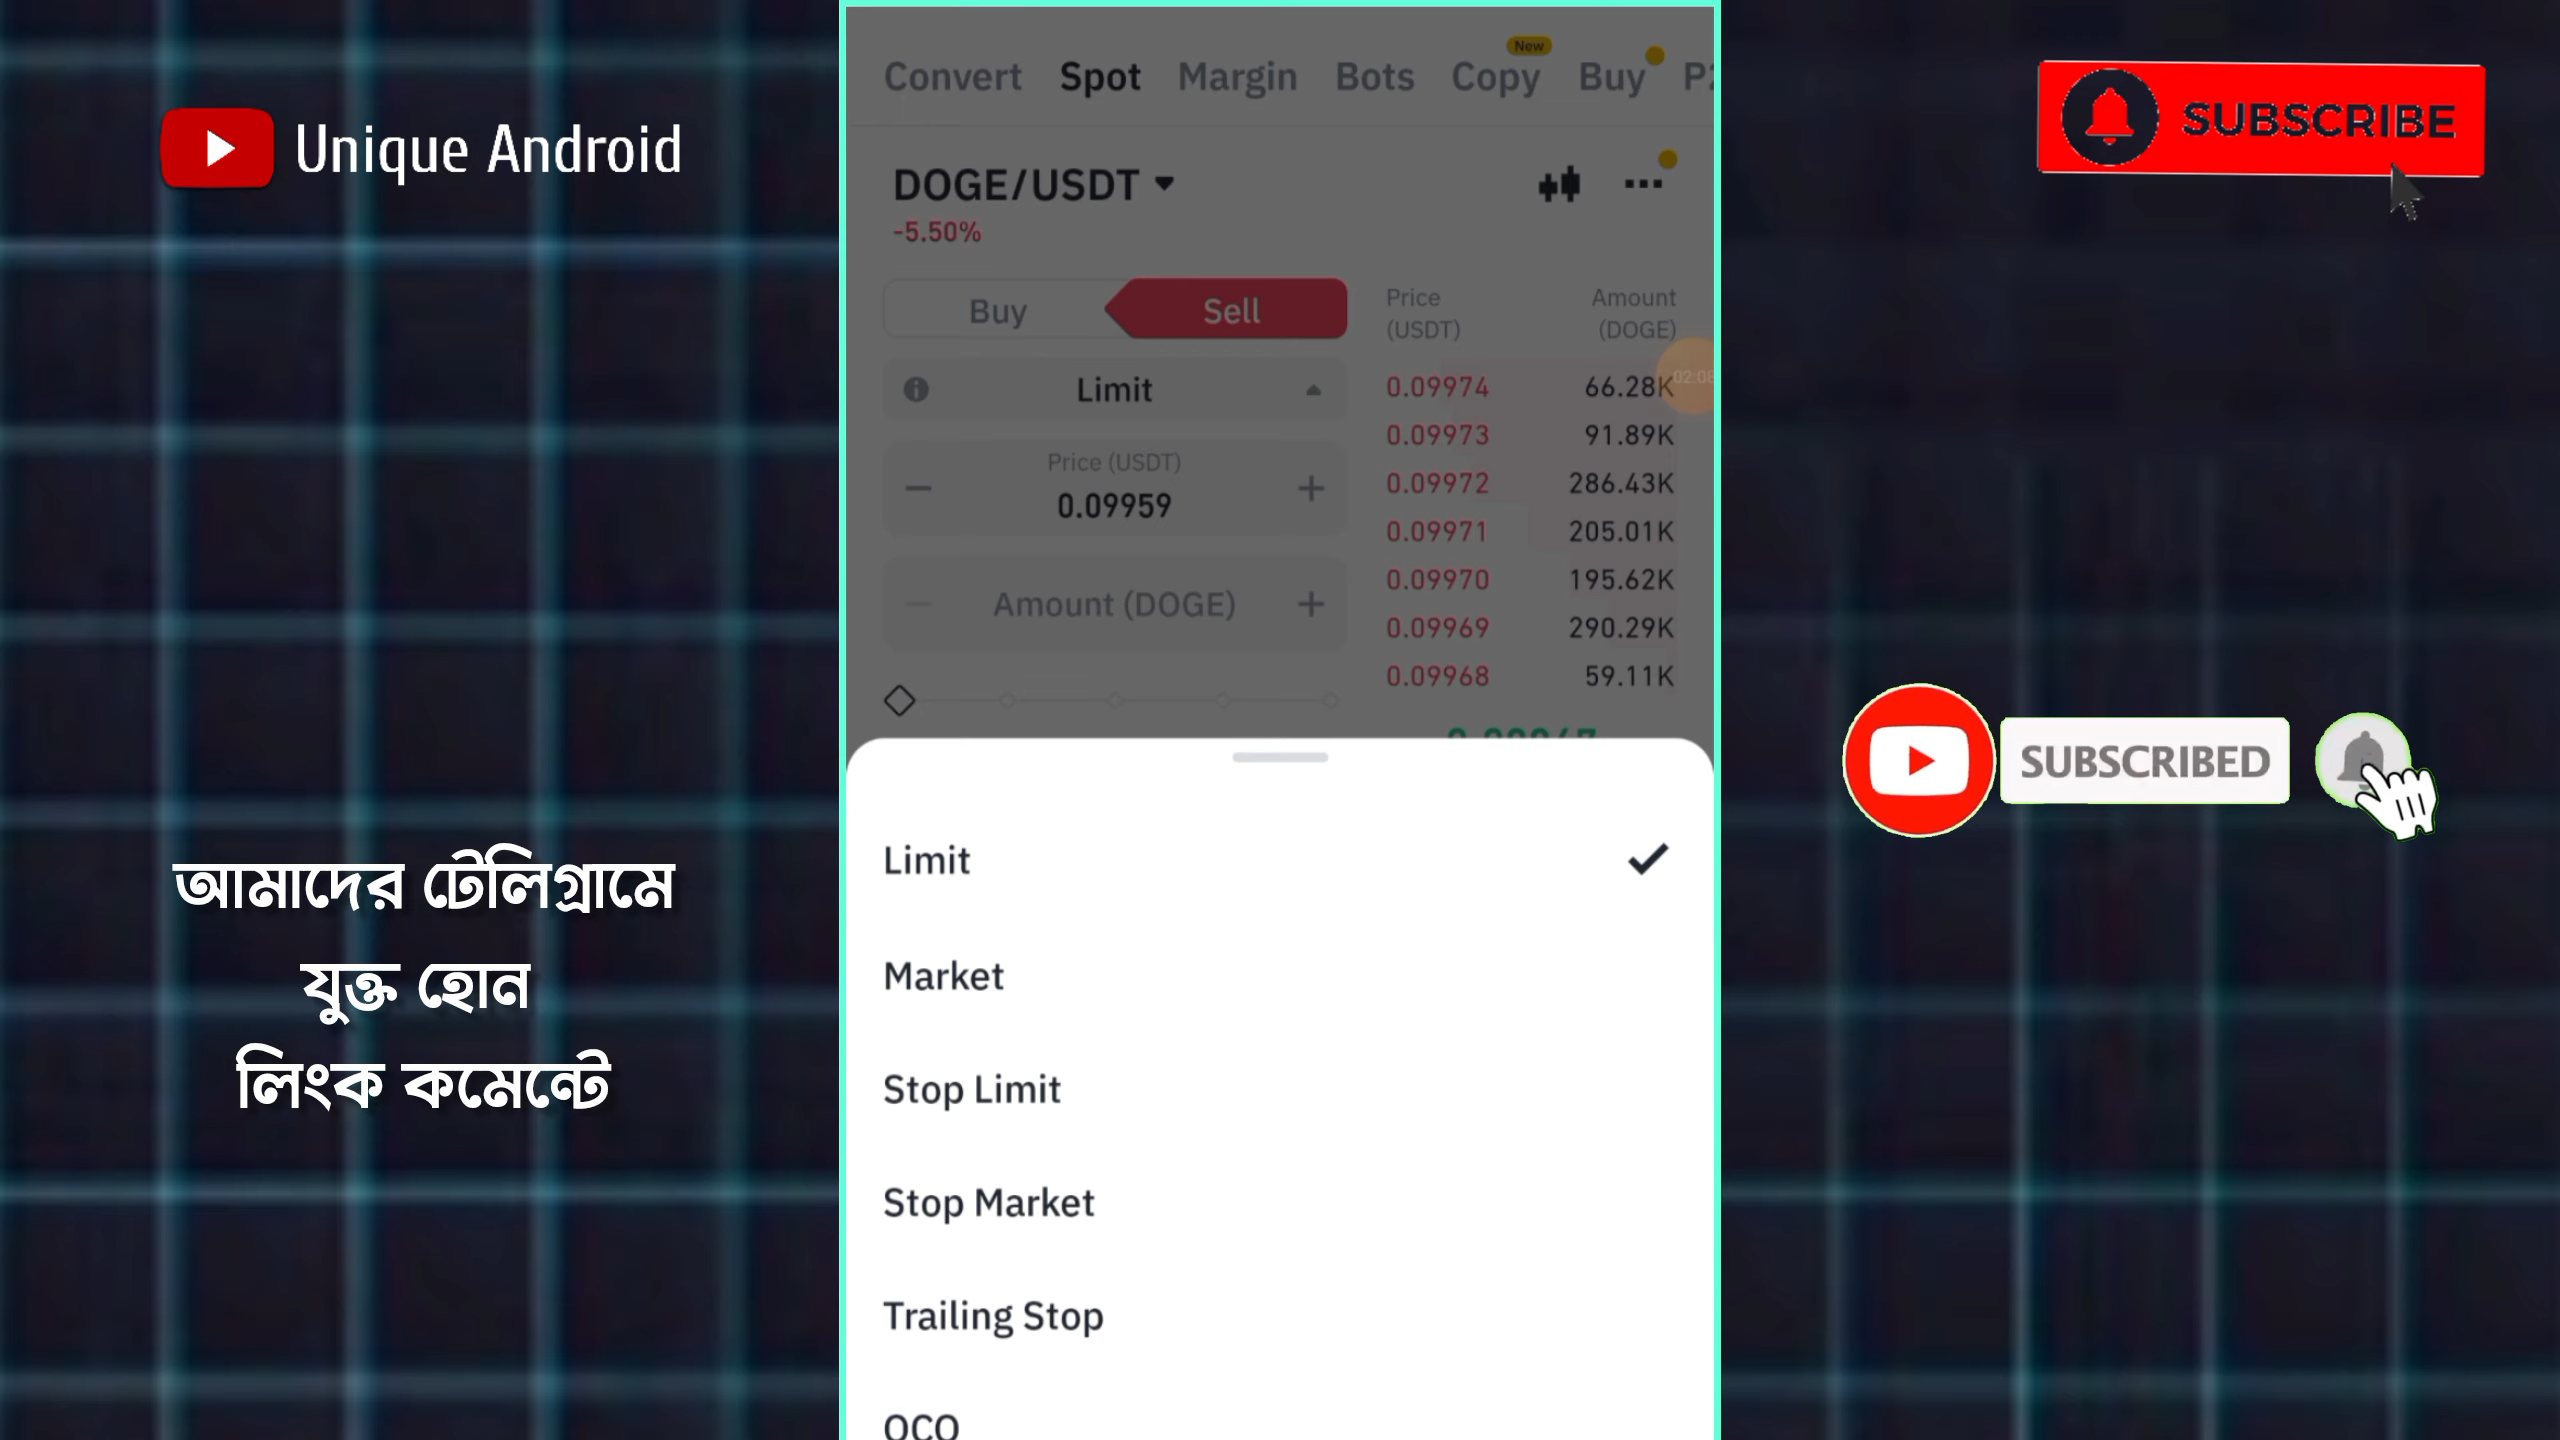 Unique Android
SUBSCRIBE
SUBSCRIBED
আমাদের টেলিগ্রামে
যুক্ত হোন
লিংক কমেন্টে
Convert Spot Margin Bots Copy New Buy
DOGE/USDT
-5.50%
Buy Sell
Limit
Price (USDT)
0.09959
Amount (DOGE)
Price Amount
(USDT) (DOGE)
0.09974 66.28K
0.09973 91.89K
0.09972 286.43K
0.09971 205.01K
0.09970 195.62K
0.09969 290.29K
0.09968 59.11K
Limit
Market
Stop Limit
Stop Market
Trailing Stop
OCO